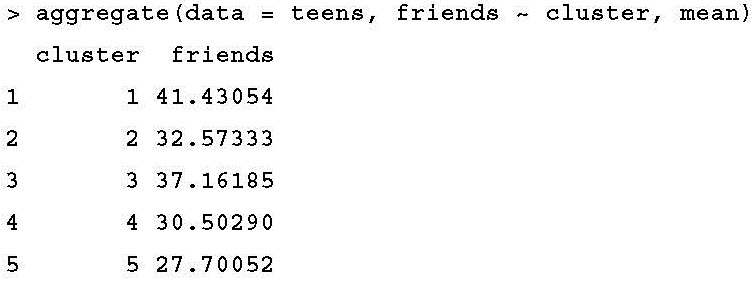 > aggregate(data = teens, friends ~ cluster, mean)
  cluster  friends
1       1 41.43054
2       2 32.57333
3       3 37.16185
4       4 30.50290
5       5 27.70052